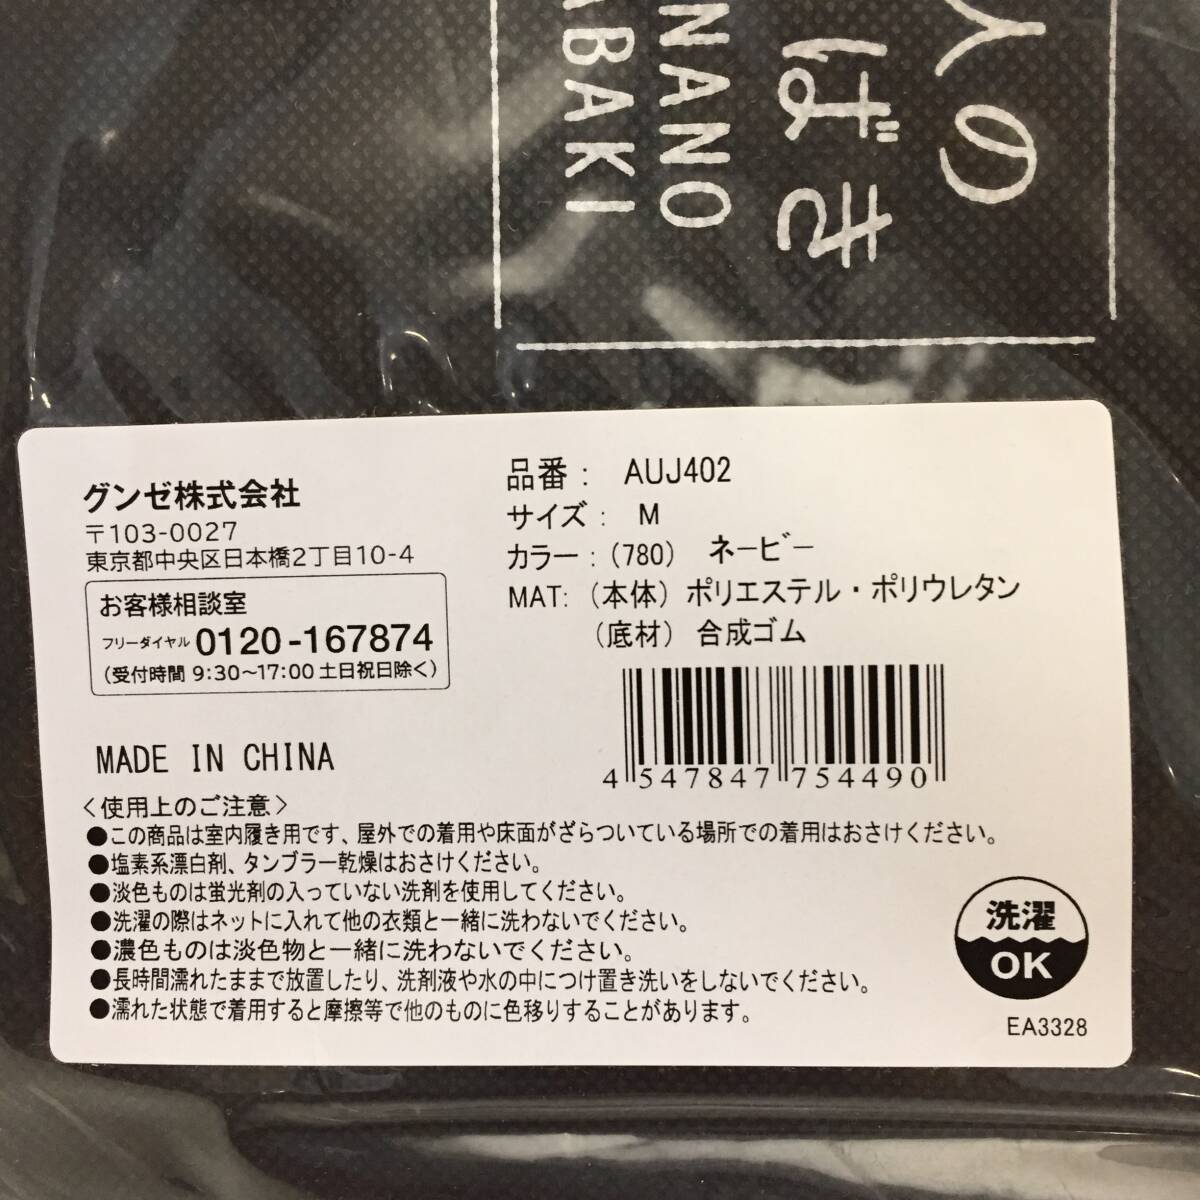 人の
ばき
NANO
ABAKI
グンゼ株式会社
〒103-0027
東京都中央区日本橋2丁目10-4
お客様相談室
フリーダイヤル 0120-167874
(受付時間 9:30〜17:00 土日祝日除く)
MADE IN CHINA
品番: AUJ402
サイズ: M
カラー:(780) ネービー
MAT:(本体) ポリエステル・ポリウレタン
(底材) 合成ゴム
4 547847 754490
<使用上のご注意>
●この商品は室内履き用です、屋外での着用や床面がざらついている場所での着用はおさけください。
●塩素系漂白剤、タンブラー乾燥はおさけください。
●淡色ものは蛍光剤の入っていない洗剤を使用してください。
●洗濯の際はネットに入れて他の衣類と一緒に洗わないでください。
●濃色ものは淡色物と一緒に洗わないでください。
●長時間濡れたままで放置したり、洗剤液や水の中につけ置き洗いをしないでください。
●濡れた状態で着用すると摩擦等で他のものに色移りすることがあります。
洗濯
OK
EA3328